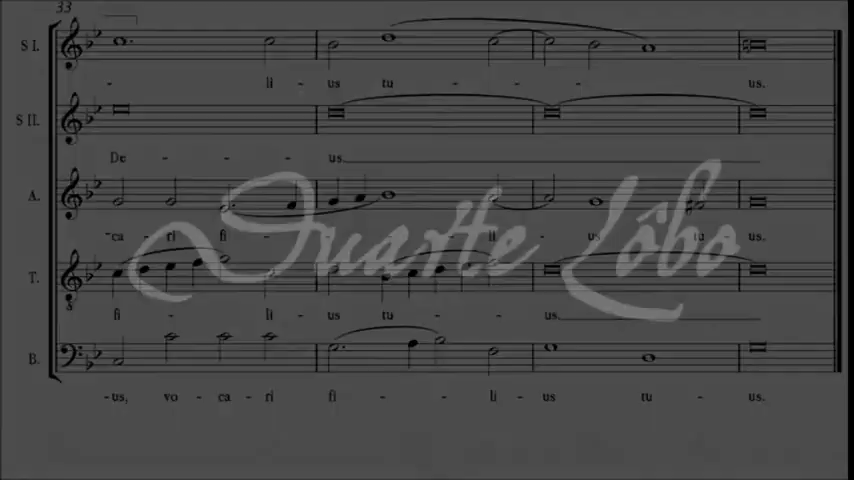 33
S I.
- li - us tu - - - us.
S II.
De - - - us.
Duarte Lôbo
A.
-ca - ri fi - - - li - us tu - us.
T.
8
fi - li - us tu - - us
B.
-us, vo - ca - ri fi - - li - us tu - us.